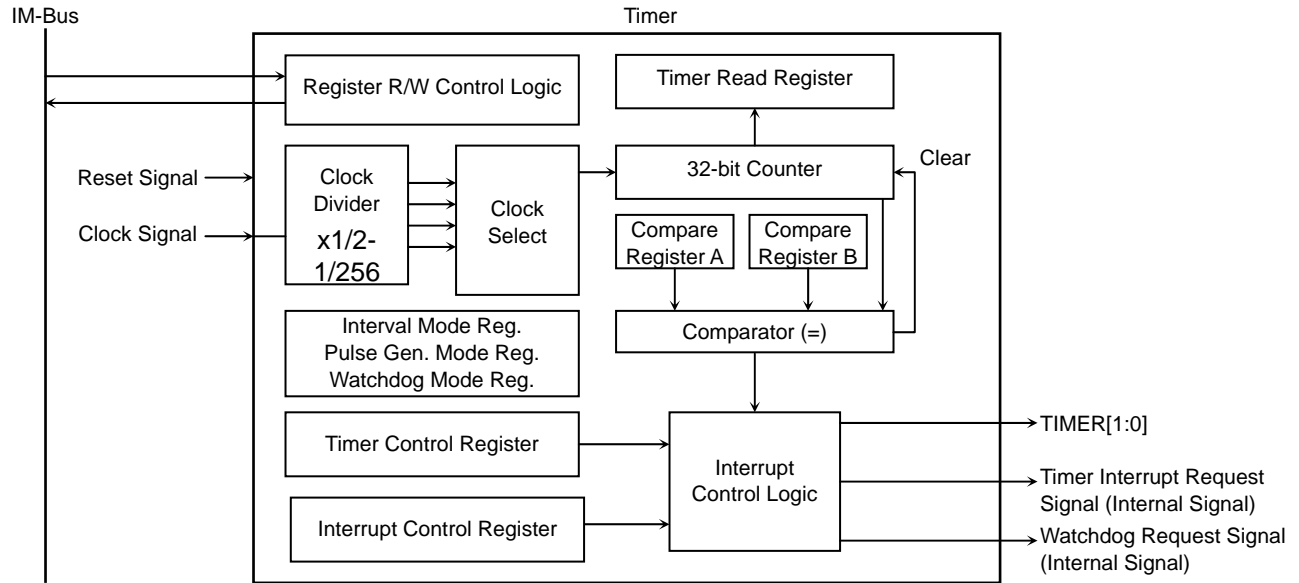 IM-Bus
Timer
Register R/W Control Logic
Timer Read Register
Reset Signal
Clock Signal
Clock
Divider
x1/2-
1/256
Clock
Select
32-bit Counter
Clear
Compare
Register A
Compare
Register B
Interval Mode Reg.
Pulse Gen. Mode Reg.
Watchdog Mode Reg.
Comparator (=)
Timer Control Register
Interrupt Control Register
Interrupt
Control Logic
TIMER[1:0]
Timer Interrupt Request
Signal (Internal Signal)
Watchdog Request Signal
(Internal Signal)